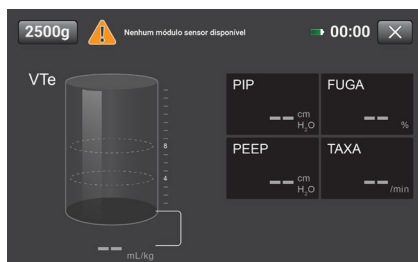 2500g
Nenhum módulo sensor disponível
00:00
VTe
8
4
-- mL/kg
PIP
-- cm H₂O
FUGA
-- %
PEEP
-- cm H₂O
TAXA
-- /min